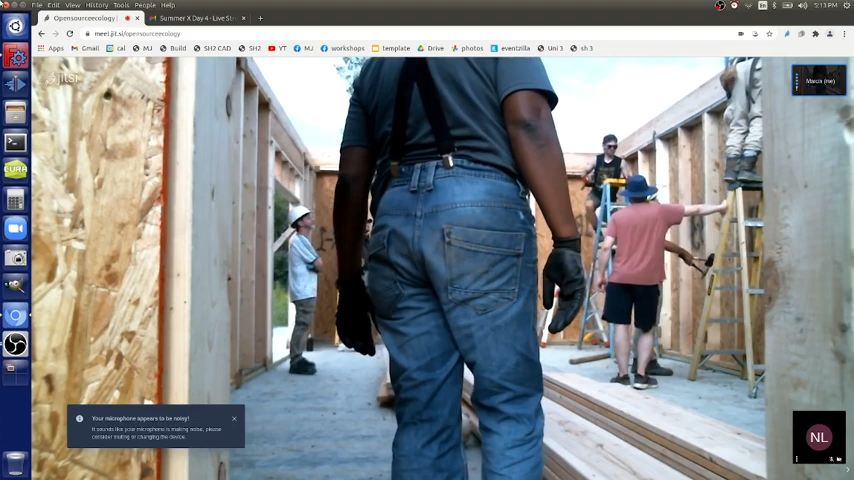 File Edit View History Tools People Help
En 5:13 PM
Opensourceecology
Summer X Day 4 - Live St
meet.jit.si/opensourceecology
Apps Gmail cal MJ Build SH2 CAD SH2 YT MJ workshops template Drive photos eventzilla Uni 3 sh 3
jitsi
Marcin (me)
CURA
Your microphone appears to be noisy!
It sounds like your microphone is making noise, please
consider muting or changing the device.
NL